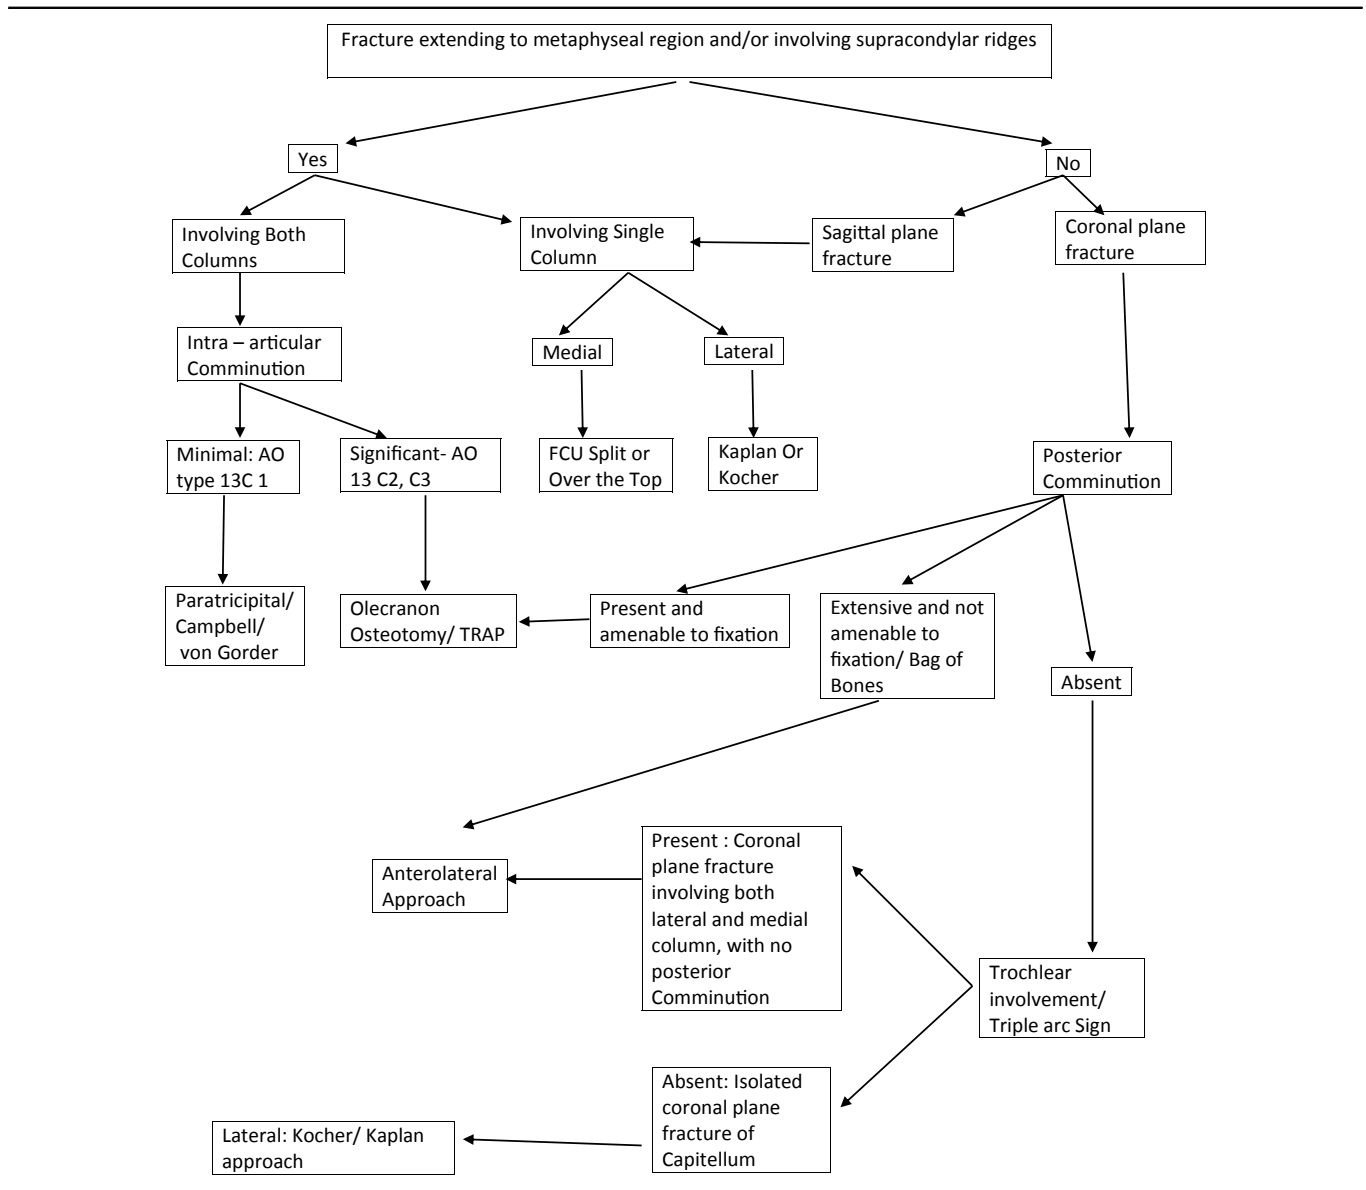 Fracture extending to metaphyseal region and/or involving supracondylar ridges
Yes
No
Involving Both
Columns
Involving Single
Column
Sagittal plane
fracture
Coronal plane
fracture
Intra – articular
Comminution
Medial
Lateral
Minimal: AO
type 13C 1
Significant- AO
13 C2, C3
FCU Split or
Over the Top
Kaplan Or
Kocher
Posterior
Comminution
Paratricipital/
Campbell/
von Gorder
Olecranon
Osteotomy/ TRAP
Present and
amenable to fixation
Extensive and not
amenable to
fixation/ Bag of
Bones
Absent
Anterolateral
Approach
Present : Coronal
plane fracture
involving both
lateral and medial
column, with no
posterior
Comminution
Trochlear
involvement/
Triple arc Sign
Absent: Isolated
coronal plane
fracture of
Capitellum
Lateral: Kocher/ Kaplan
approach